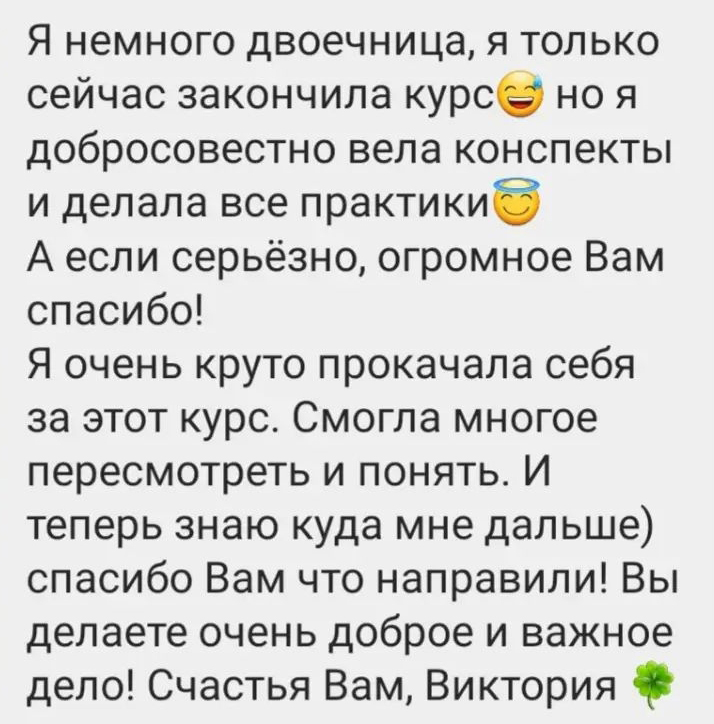 Я немного двоечница, я только
сейчас закончила курс😅 но я
добросовестно вела конспекты
и делала все практики😇
А если серьёзно, огромное Вам
спасибо!
Я очень круто прокачала себя
за этот курс. Смогла многое
пересмотреть и понять. И
теперь знаю куда мне дальше)
спасибо Вам что направили! Вы
делаете очень доброе и важное
дело! Счастья Вам, Виктория 🍀